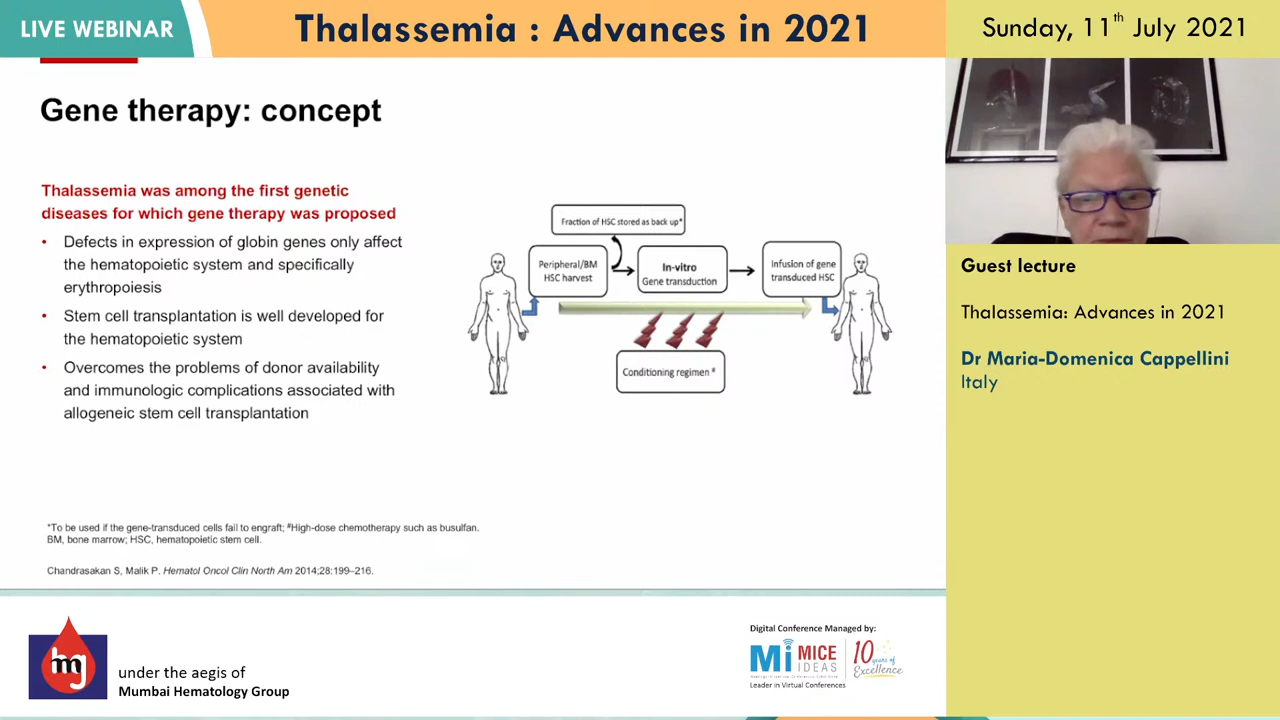 LIVE WEBINAR
Thalassemia : Advances in 2021
Sunday, 11th July 2021
Gene therapy: concept
Thalassemia was among the first genetic
diseases for which gene therapy was proposed
• Defects in expression of globin genes only affect
the hematopoietic system and specifically
erythropoiesis
• Stem cell transplantation is well developed for
the hematopoietic system
• Overcomes the problems of donor availability
and immunologic complications associated with
allogeneic stem cell transplantation
Fraction of HSC stored as back up*
Peripheral/BM
HSC harvest
In-vitro
Gene transduction
Infusion of gene
transduced HSC
Conditioning regimen #
*To be used if the gene-transduced cells fail to engraft; #High-dose chemotherapy such as busulfan.
BM, bone marrow; HSC, hematopoietic stem cell.
Chandrasakan S, Malik P. Hematol Oncol Clin North Am 2014;28:199–216.
Guest lecture
Thalassemia: Advances in 2021
Dr Maria-Domenica Cappellini
Italy
hg
under the aegis of
Mumbai Hematology Group
Digital Conference Managed by:
Mi MICE
IDEAS
10 years of
Excellence
Leader in Virtual Conferences